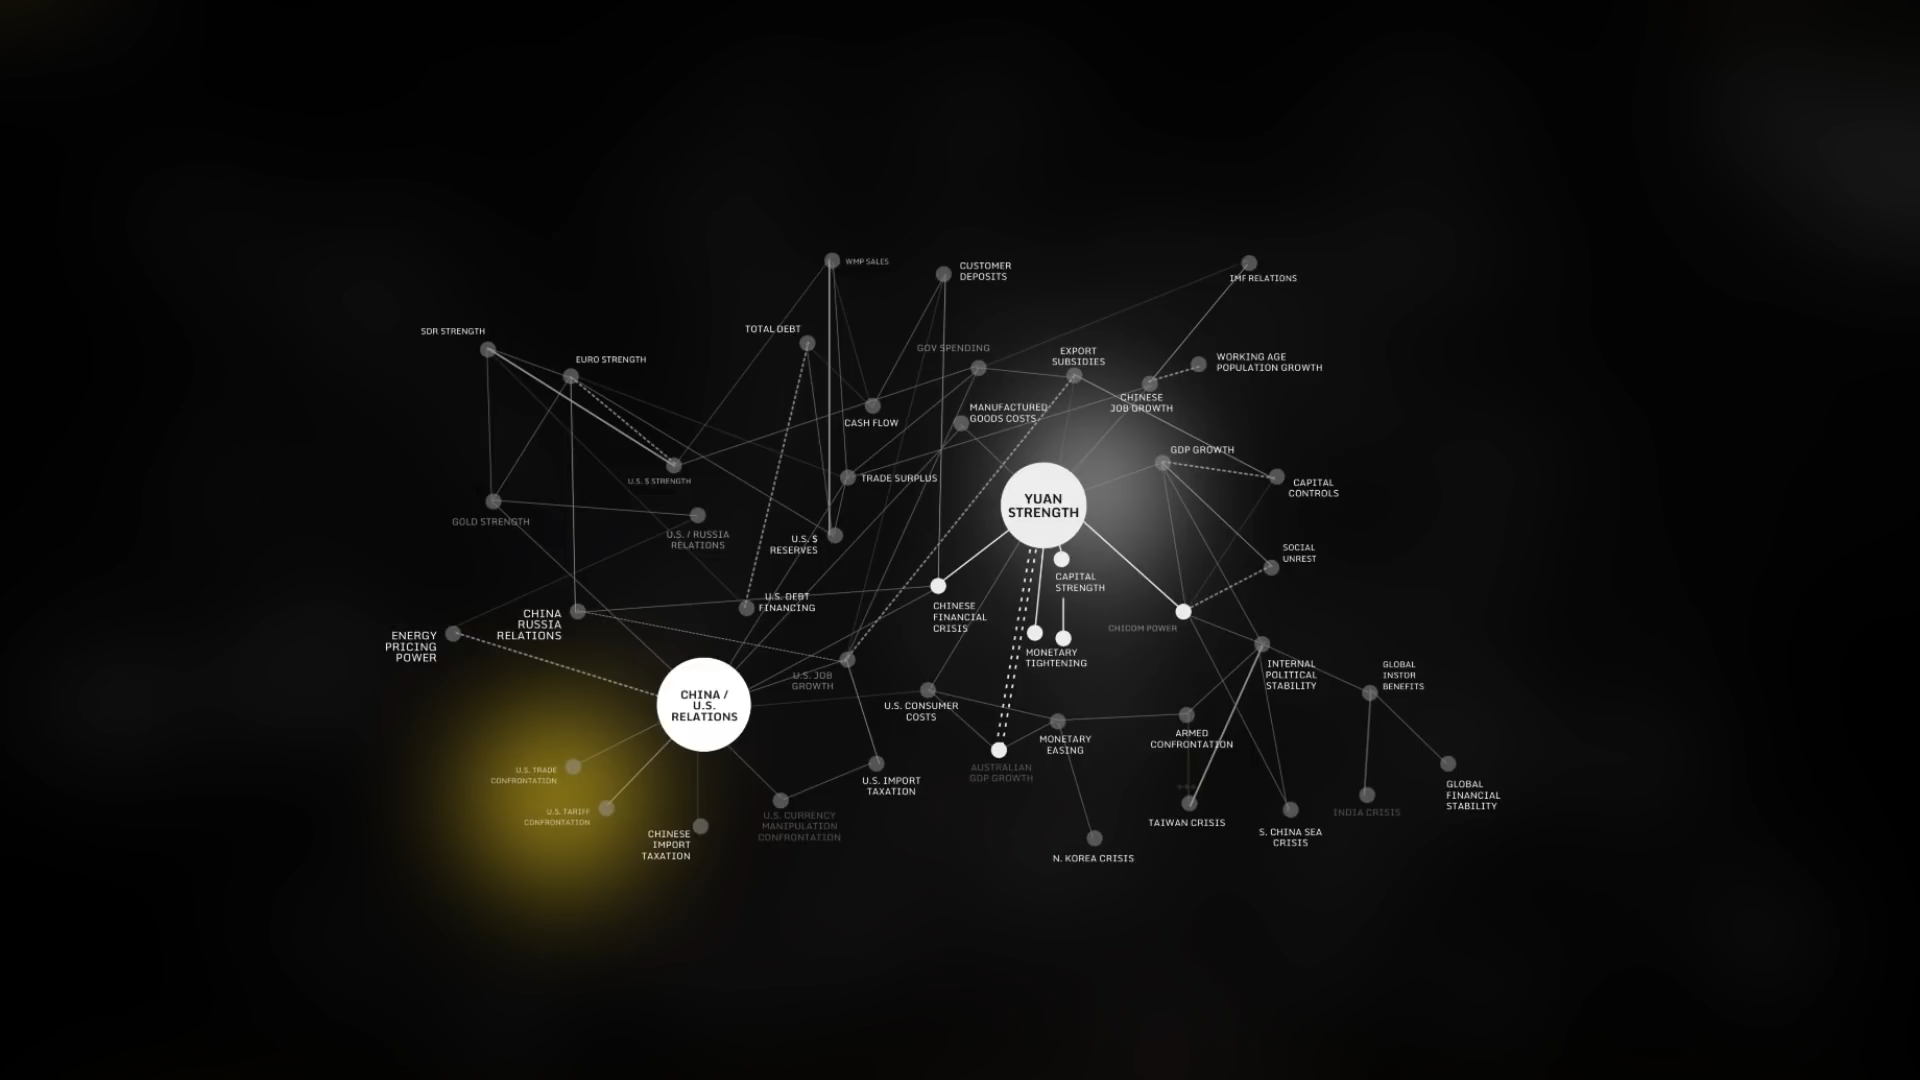 WMP SALES
CUSTOMER
DEPOSITS
IMF RELATIONS
SDR STRENGTH
TOTAL DEBT
EURO STRENGTH
GOV SPENDING
EXPORT
SUBSIDIES
WORKING AGE
POPULATION GROWTH
CHINESE
JOB GROWTH
MANUFACTURED
GOODS COSTS
CASH FLOW
GDP GROWTH
U.S. $ STRENGTH
TRADE SURPLUS
CAPITAL
CONTROLS
YUAN
STRENGTH
GOLD STRENGTH
U.S. / RUSSIA
RELATIONS
U.S. $
RESERVES
SOCIAL
UNREST
CAPITAL
STRENGTH
U.S. DEBT
FINANCING
CHINESE
FINANCIAL
CRISIS
CHINA
RUSSIA
RELATIONS
CHICOM POWER
ENERGY
PRICING
POWER
MONETARY
TIGHTENING
INTERNAL
POLITICAL
STABILITY
GLOBAL
INSTOR
BENEFITS
U.S. JOB
GROWTH
CHINA /
U.S.
RELATIONS
U.S. CONSUMER
COSTS
MONETARY
EASING
ARMED
CONFRONTATION
U.S. TRADE
CONFRONTATION
AUSTRALIAN
GDP GROWTH
U.S. IMPORT
TAXATION
GLOBAL
FINANCIAL
STABILITY
U.S. TARIFF
CONFRONTATION
U.S. CURRENCY
MANIPULATION
CONFRONTATION
INDIA CRISIS
TAIWAN CRISIS
S. CHINA SEA
CRISIS
CHINESE
IMPORT
TAXATION
N. KOREA CRISIS